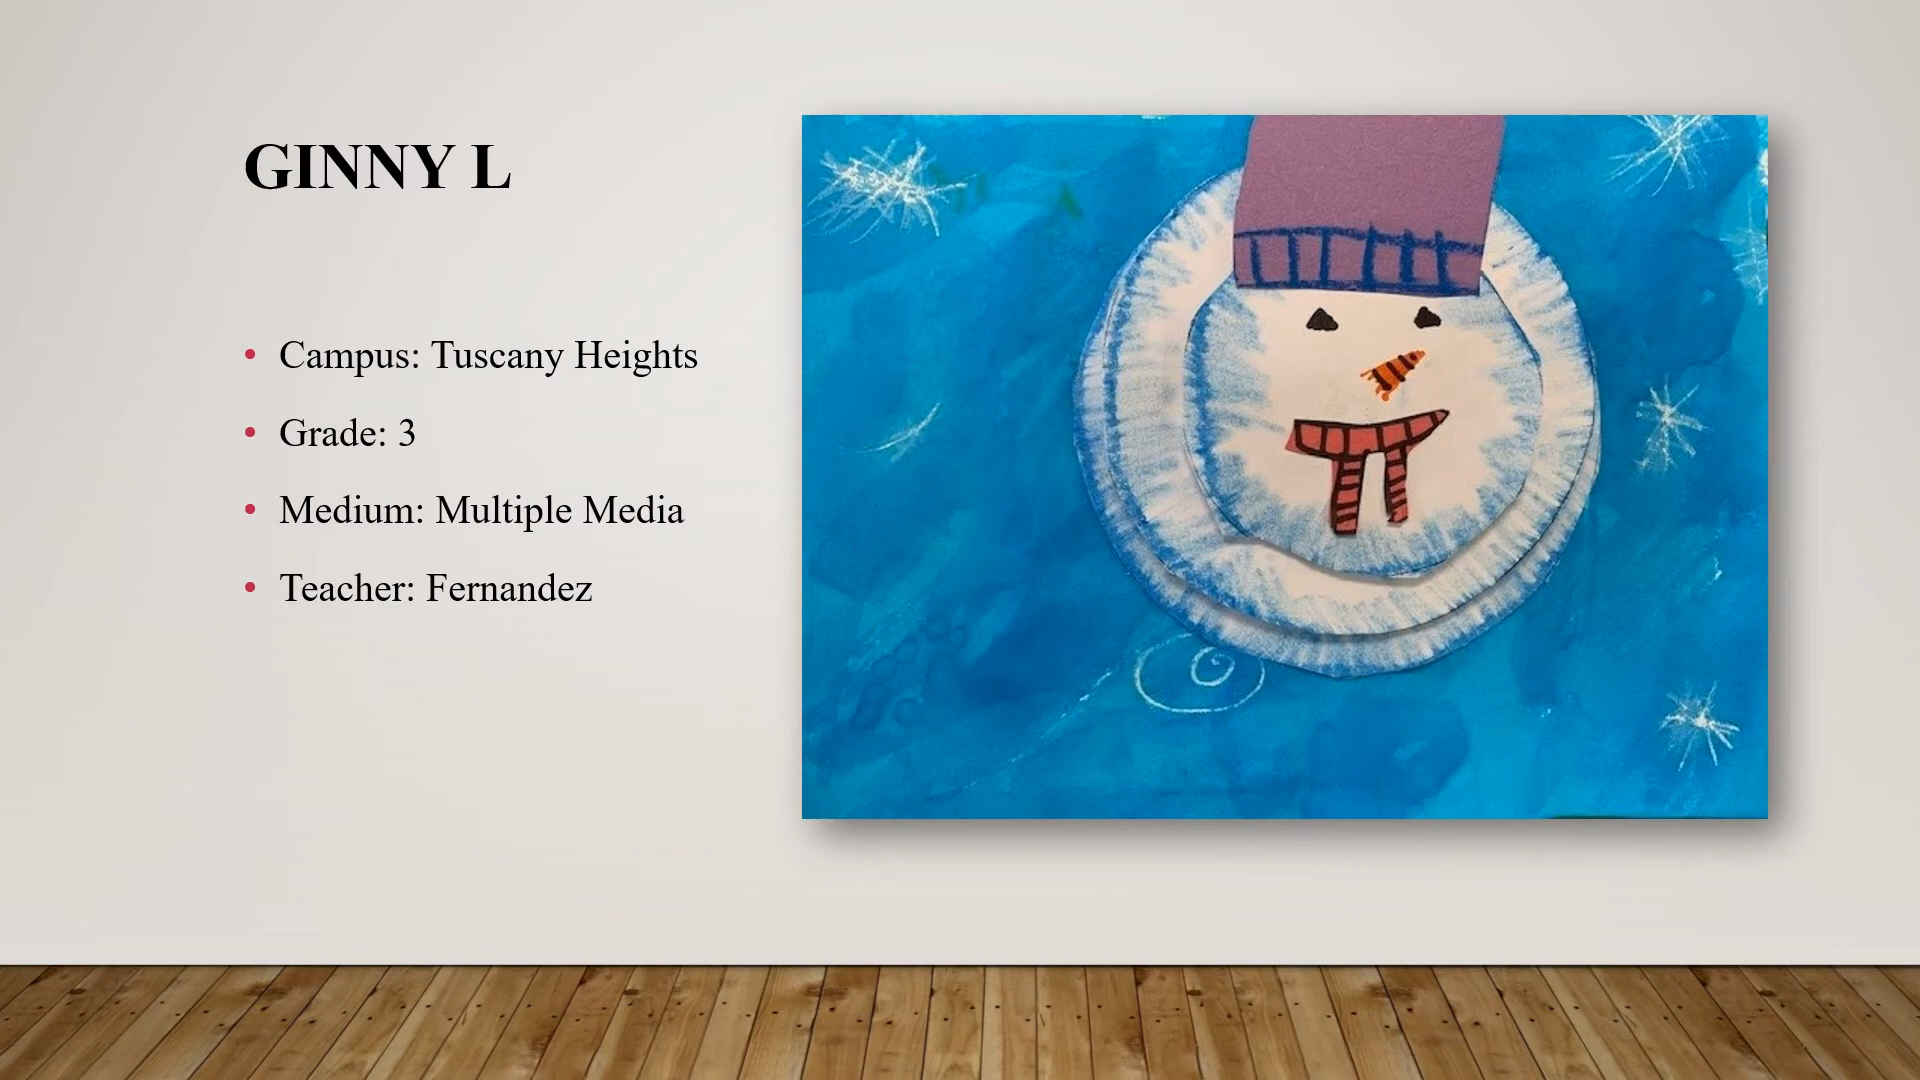 GINNY L
• Campus: Tuscany Heights
• Grade: 3
• Medium: Multiple Media
• Teacher: Fernandez